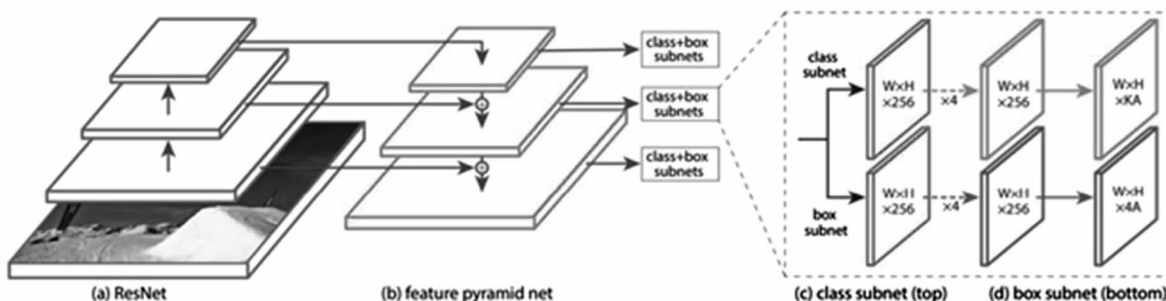 class+box
subnets
class+box
subnets
class+box
subnets
class
subnet
W×H
×256
×4
W×H
×256
W×H
×KA
W×H
×256
×4
W×H
×256
W×H
×4A
box
subnet
(a) ResNet
(b) feature pyramid net
(c) class subnet (top)
(d) box subnet (bottom)